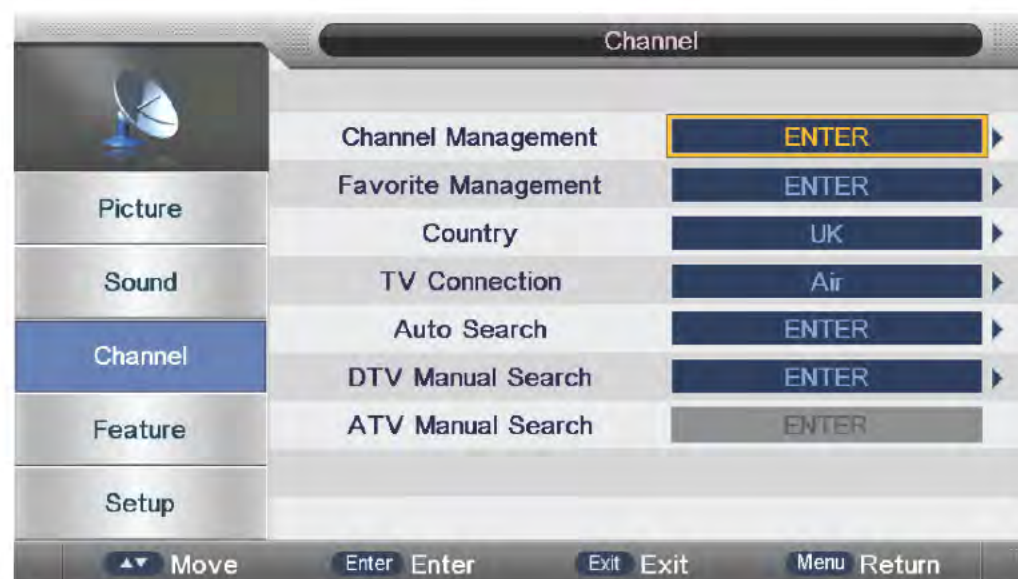 Channel
Picture
Sound
Channel
Feature
Setup
Channel Management ENTER
Favorite Management ENTER
Country UK
TV Connection Air
Auto Search ENTER
DTV Manual Search ENTER
ATV Manual Search ENTER
Move Enter Enter Exit Exit Menu Return